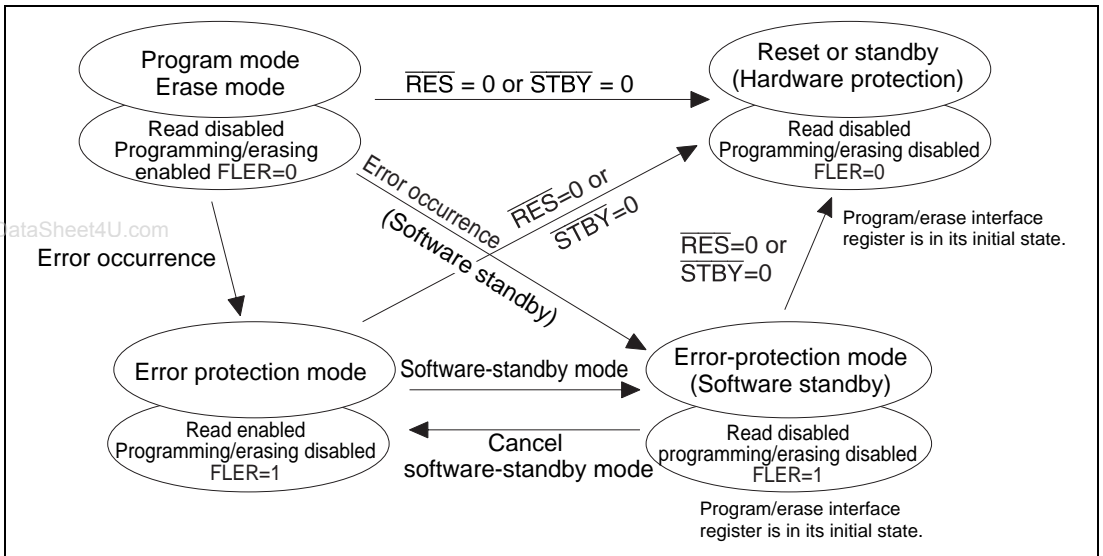 Program mode
Erase mode
Read disabled
Programming/erasing
enabled FLER=0
RES = 0 or STBY = 0
Reset or standby
(Hardware protection)
Read disabled
Programming/erasing disabled
FLER=0
Program/erase interface
register is in its initial state.
DataSheet4U.com
Error occurrence
Error occurrence
(Software standby)
RES=0 or
STBY=0
RES=0 or
STBY=0
Error protection mode
Read enabled
Programming/erasing disabled
FLER=1
Software-standby mode
Cancel
software-standby mode
Error-protection mode
(Software standby)
Read disabled
programming/erasing disabled
FLER=1
Program/erase interface
register is in its initial state.